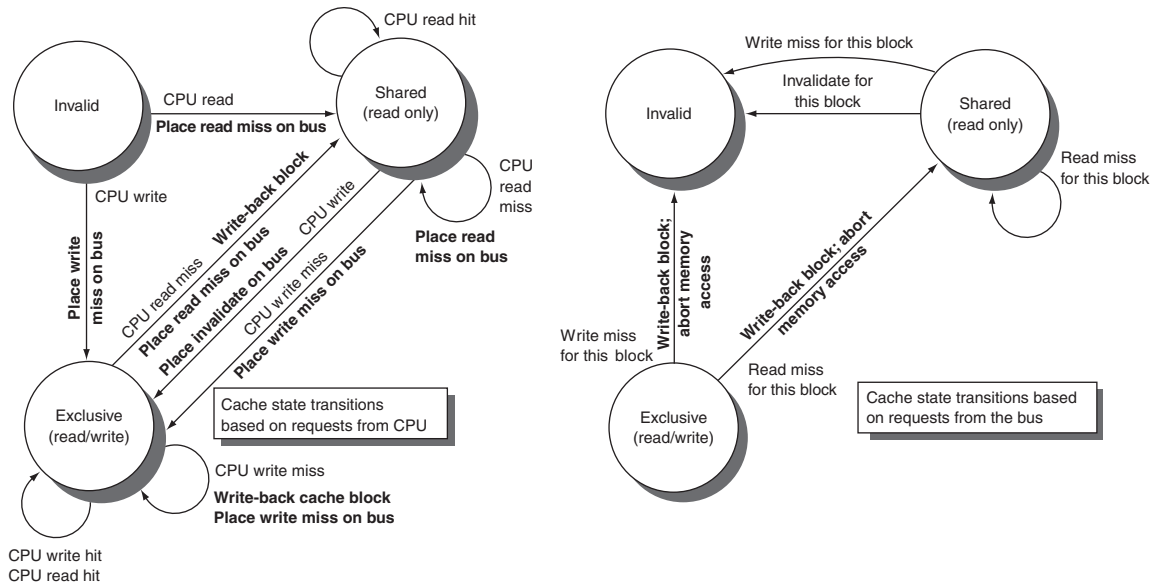 CPU read hit
Invalid
Shared
(read only)
CPU read
Place read miss on bus
CPU write
Place write
miss on bus
CPU read miss
Write-back block
Place read miss on bus
CPU write
Place invalidate on bus
CPU write miss
Place write miss on bus
CPU
read
miss
Place read
miss on bus
Exclusive
(read/write)
Cache state transitions
based on requests from CPU
CPU write miss
Write-back cache block
Place write miss on bus
CPU write hit
CPU read hit
Write miss for this block
Invalidate for
this block
Invalid
Shared
(read only)
Read miss
for this block
Write-back block;
abort memory
access
Write-back block; abort
memory access
Write miss
for this block
Read miss
for this block
Exclusive
(read/write)
Cache state transitions based
on requests from the bus